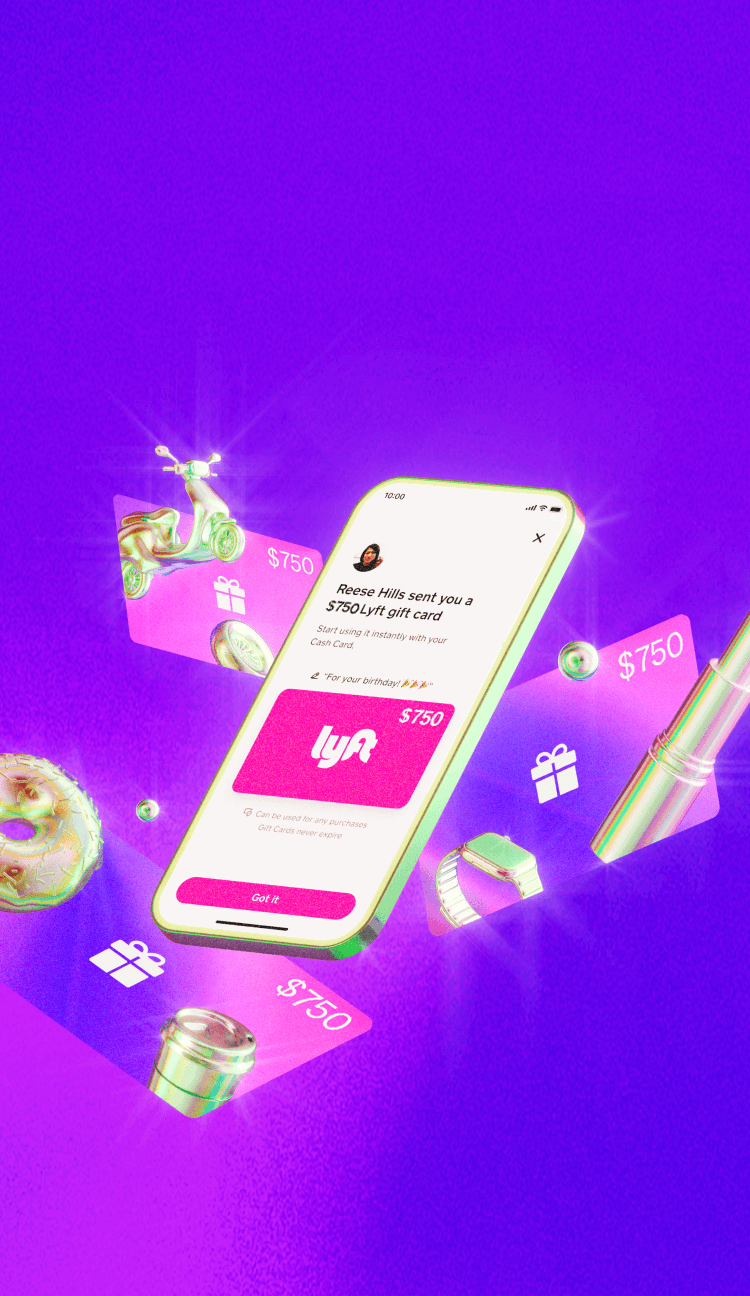 10:00
$750
Reese Hills sent you a
$750 Lyft gift card
Start using it instantly with your
Cash Card.
$750
"For your birthday! 🎉🎉🎉"
$750
lyft
Can be used for any purchases
Gift Cards never expire
Got it
$750